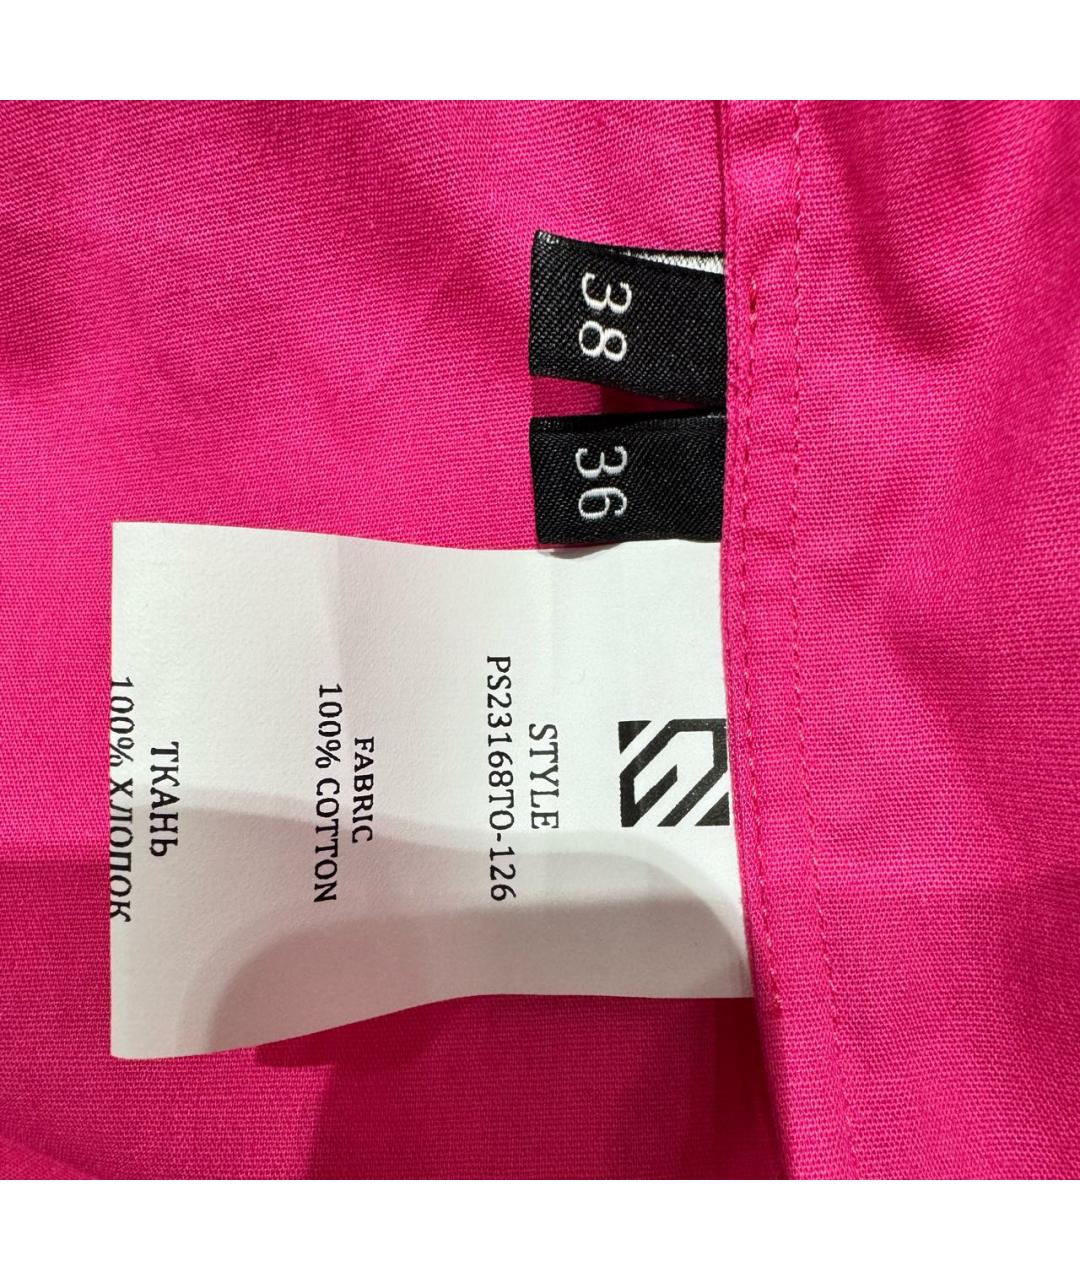 38
36
STYLE
PS23168TO-126
FABRIC
100% COTTON
ТКАНЬ
100% ХЛОПОК